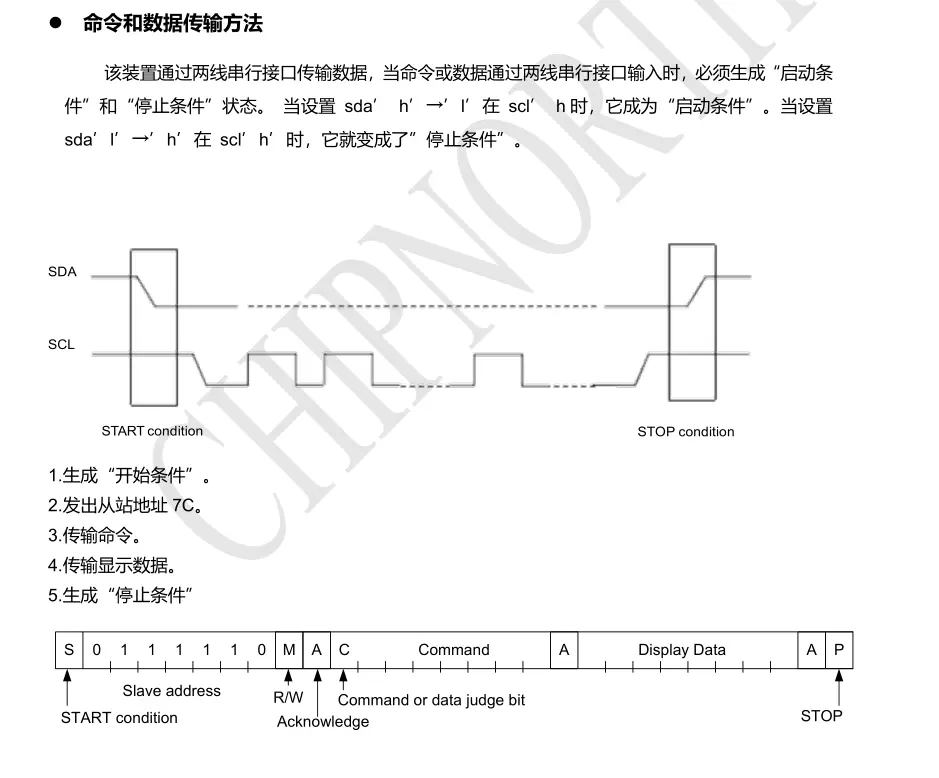 ● 命令和数据传输方法
该装置通过两线串行接口传输数据，当命令或数据通过两线串行接口输入时，必须生成“启动条
件”和“停止条件”状态。 当设置 sda’ h’→’l’在 scl’ h 时，它成为“启动条件”。当设置
sda’l’→’h’在 scl’h’时，它就变成了”停止条件”。
CHIPNORTH
SDA
SCL
START condition
STOP condition
1.生成“开始条件”。
2.发出从站地址 7C。
3.传输命令。
4.传输显示数据。
5.生成“停止条件”
S 0 1 1 1 1 1 0 M A C Command A Display Data A P
Slave address
R/W
Command or data judge bit
START condition
Acknowledge
STOP